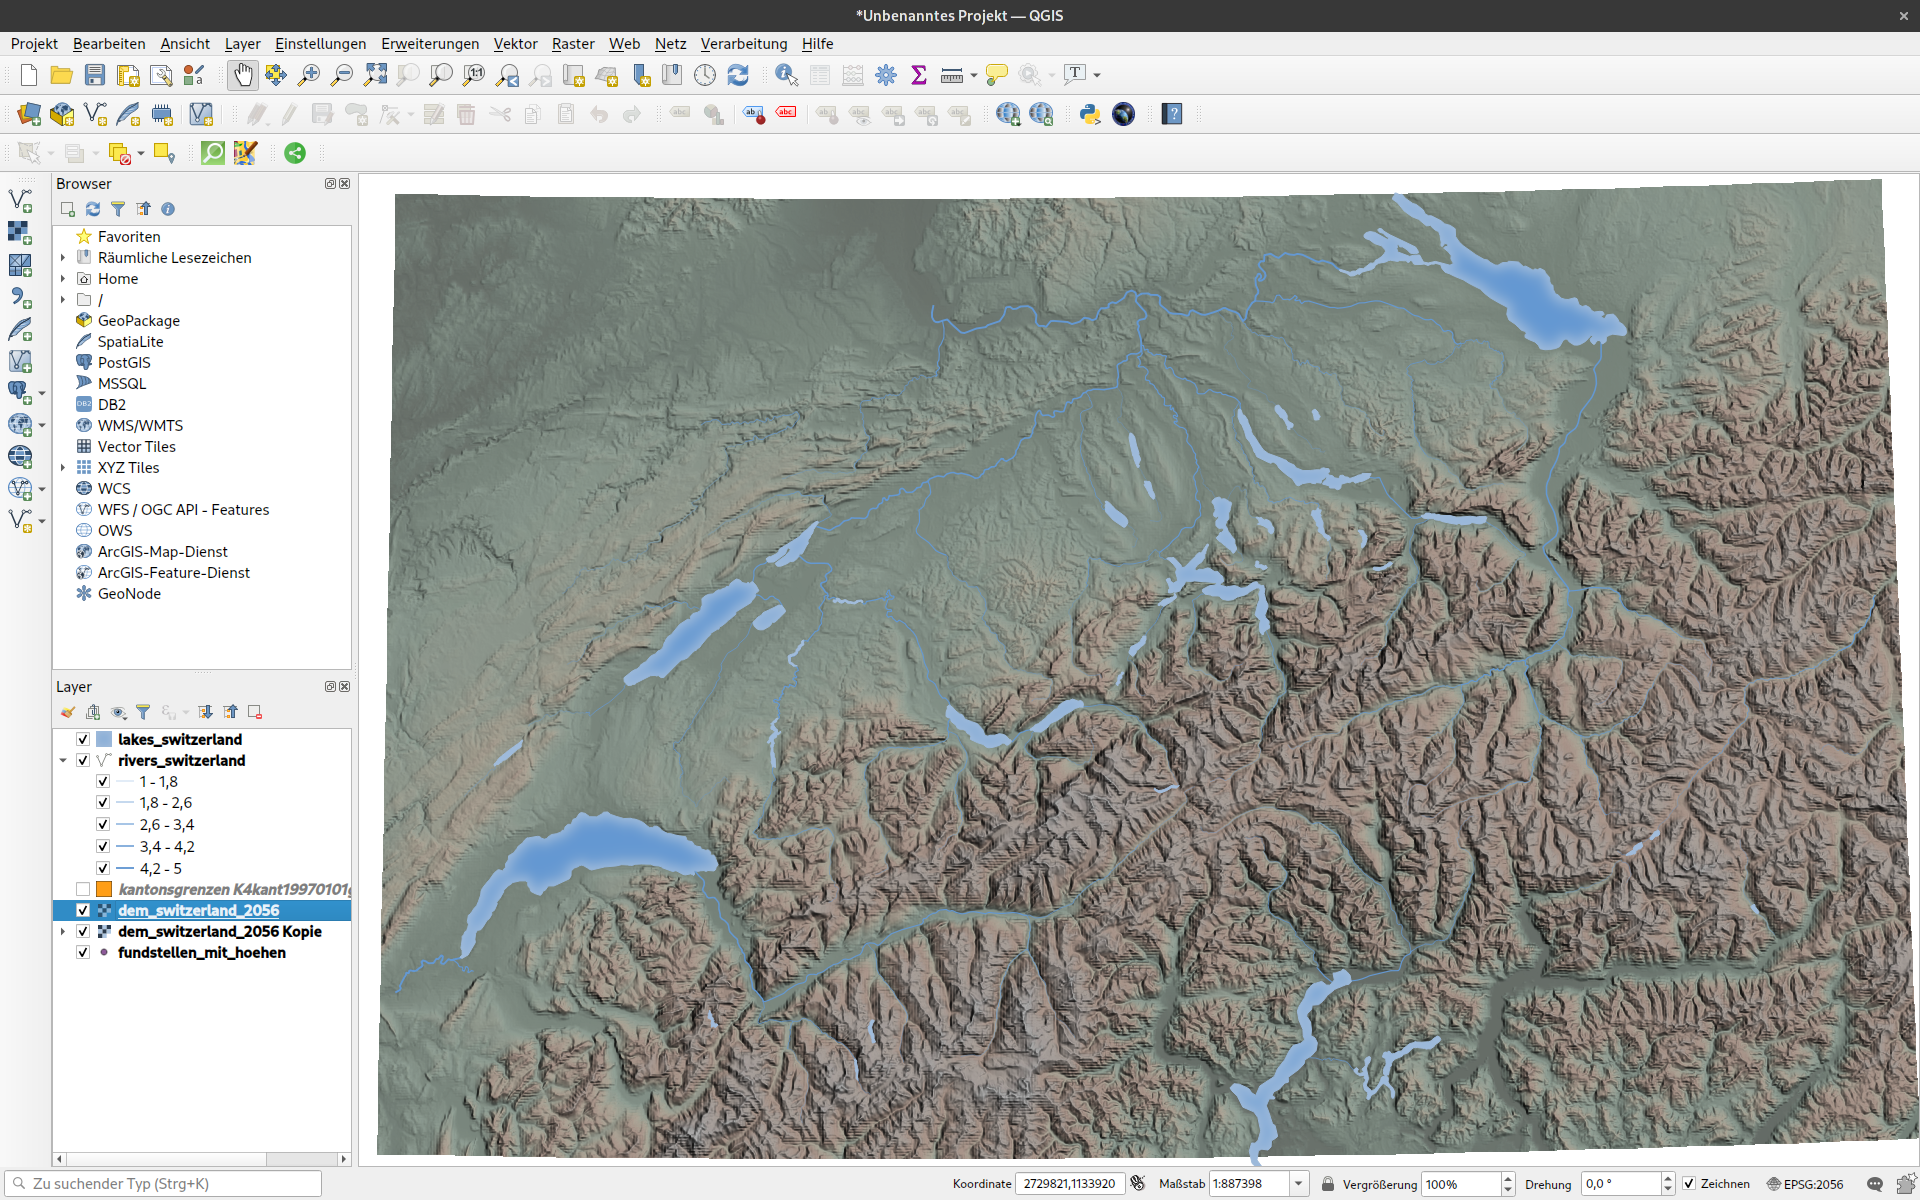 *Unbenanntes Projekt — QGIS
Projekt Bearbeiten Ansicht Layer Einstellungen Erweiterungen Vektor Raster Web Netz Verarbeitung Hilfe
Browser
Favoriten
Räumliche Lesezeichen
Home
/
GeoPackage
SpatiaLite
PostGIS
MSSQL
DB2
WMS/WMTS
Vector Tiles
XYZ Tiles
WCS
WFS / OGC API - Features
OWS
ArcGIS-Map-Dienst
ArcGIS-Feature-Dienst
GeoNode
Layer
lakes_switzerland
rivers_switzerland
1 - 1,8
1,8 - 2,6
2,6 - 3,4
3,4 - 4,2
4,2 - 5
kantonsgrenzen K4kant19970101g
dem_switzerland_2056
dem_switzerland_2056 Kopie
fundstellen_mit_hoehen
Zu suchender Typ (Strg+K) Koordinate 2729821,1133920 Maßstab 1:887398 Vergrößerung 100% Drehung 0,0 ° Zeichnen EPSG:2056